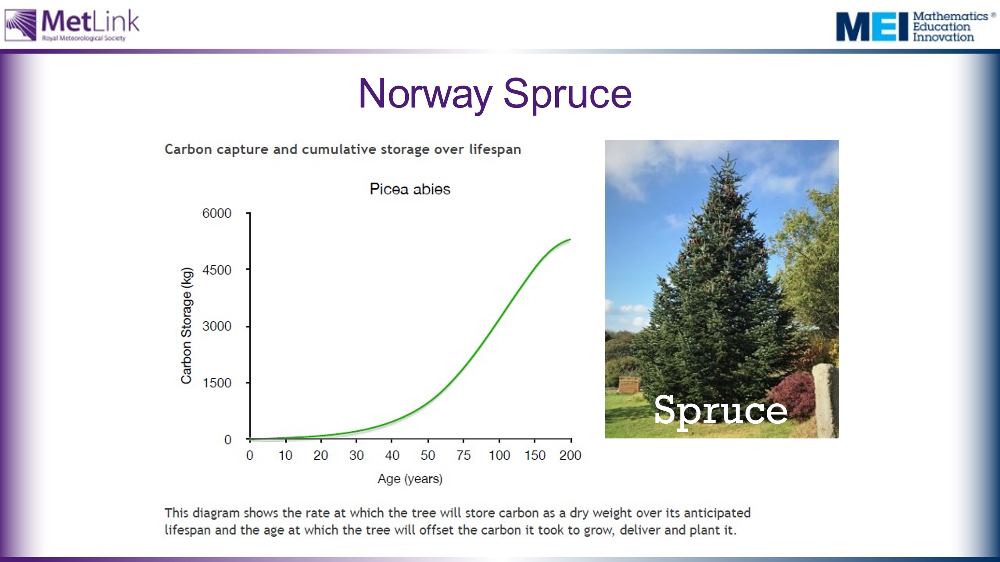 MetLink
Royal Meteorological Society
MEI Mathematics ®
Education
Innovation
Norway Spruce
Carbon capture and cumulative storage over lifespan
Picea abies
Carbon Storage (kg)
6000
4500
3000
1500
0
0 10 20 30 40 50 75 100 150 200
Age (years)
Spruce
This diagram shows the rate at which the tree will store carbon as a dry weight over its anticipated
lifespan and the age at which the tree will offset the carbon it took to grow, deliver and plant it.